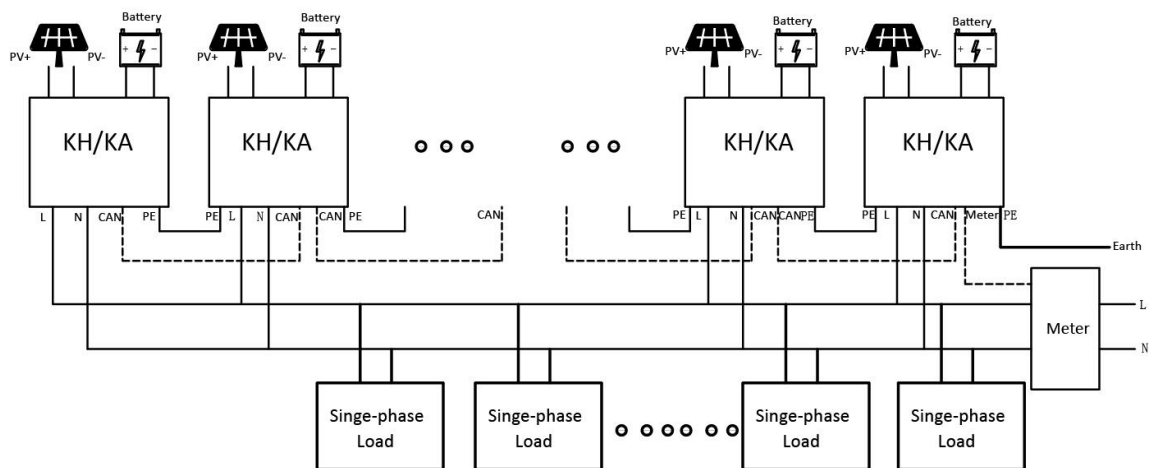 Battery
Battery
Battery
Battery
PV+
PV-
PV+
PV-
PV+
PV-
PV+
PV-
+ −
+ −
+ −
+ −
KH/KA
KH/KA
KH/KA
KH/KA
L N CAN PE
PE L N CAN CAN PE
CAN
PE L N CAN CAN PE
PE L N CAN Meter PE
Earth
L
Meter
N
Singe-phase
Load
Singe-phase
Load
Singe-phase
Load
Singe-phase
Load